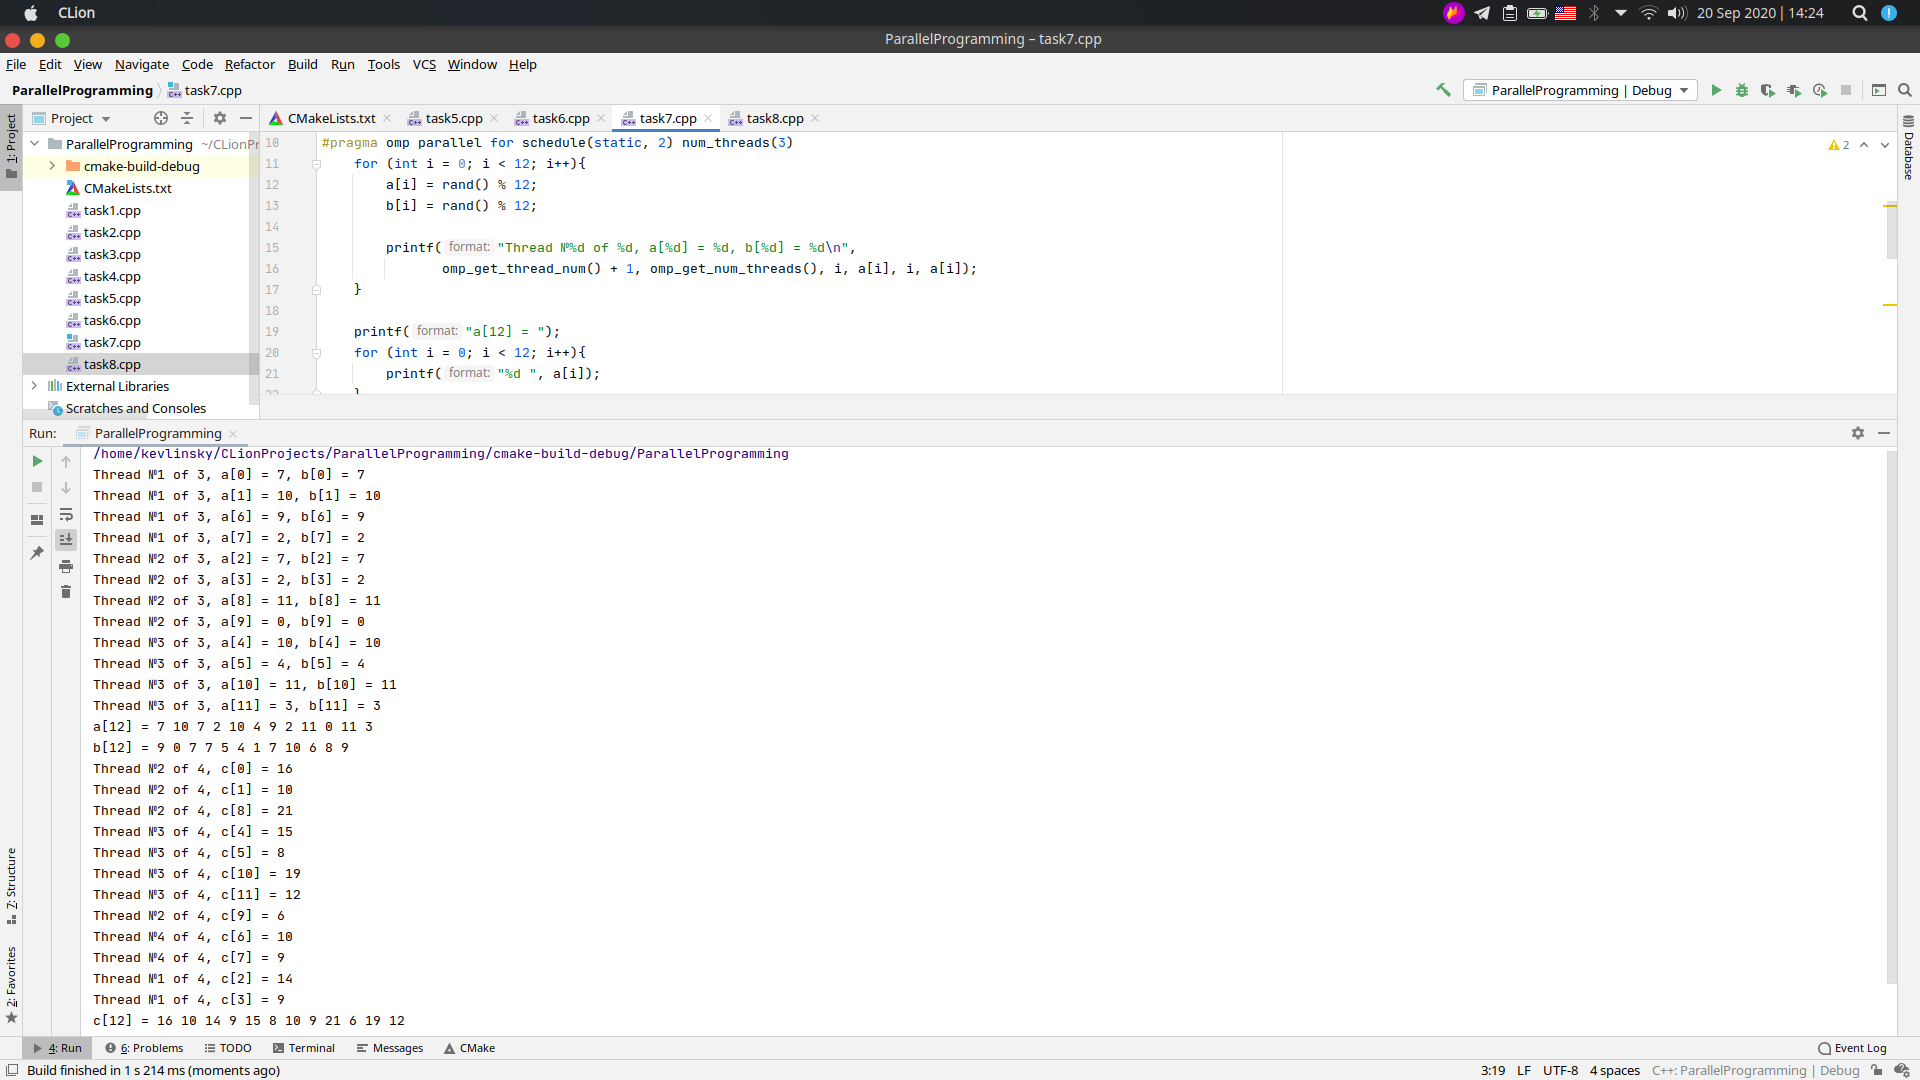 CLion
20 Sep 2020 | 14:24
ParallelProgramming – task7.cpp
File Edit View Navigate Code Refactor Build Run Tools VCS Window Help
ParallelProgramming task7.cpp
ParallelProgramming | Debug
1: Project
Project
CMakeLists.txt task5.cpp task6.cpp task7.cpp task8.cpp
Database
ParallelProgramming ~/CLionPr
cmake-build-debug
CMakeLists.txt
task1.cpp
task2.cpp
task3.cpp
task4.cpp
task5.cpp
task6.cpp
task7.cpp
task8.cpp
External Libraries
Scratches and Consoles
2
10 #pragma omp parallel for schedule(static, 2) num_threads(3)
11 for (int i = 0; i < 12; i++){
12 a[i] = rand() % 12;
13 b[i] = rand() % 12;
14
15 printf( format: "Thread №%d of %d, a[%d] = %d, b[%d] = %d\n",
16 omp_get_thread_num() + 1, omp_get_num_threads(), i, a[i], i, a[i]);
17 }
18
19 printf( format: "a[12] = ");
20 for (int i = 0; i < 12; i++){
21 printf( format: "%d ", a[i]);
22 }
Run: ParallelProgramming
/home/kevlinsky/CLionProjects/ParallelProgramming/cmake-build-debug/ParallelProgramming
Thread №1 of 3, a[0] = 7, b[0] = 7
Thread №1 of 3, a[1] = 10, b[1] = 10
Thread №1 of 3, a[6] = 9, b[6] = 9
Thread №1 of 3, a[7] = 2, b[7] = 2
Thread №2 of 3, a[2] = 7, b[2] = 7
Thread №2 of 3, a[3] = 2, b[3] = 2
Thread №2 of 3, a[8] = 11, b[8] = 11
Thread №2 of 3, a[9] = 0, b[9] = 0
Thread №3 of 3, a[4] = 10, b[4] = 10
Thread №3 of 3, a[5] = 4, b[5] = 4
Thread №3 of 3, a[10] = 11, b[10] = 11
Thread №3 of 3, a[11] = 3, b[11] = 3
a[12] = 7 10 7 2 10 4 9 2 11 0 11 3
b[12] = 9 0 7 7 5 4 1 7 10 6 8 9
Thread №2 of 4, c[0] = 16
Thread №2 of 4, c[1] = 10
Thread №2 of 4, c[8] = 21
Thread №3 of 4, c[4] = 15
Thread №3 of 4, c[5] = 8
Thread №3 of 4, c[10] = 19
Thread №3 of 4, c[11] = 12
Thread №2 of 4, c[9] = 6
Thread №4 of 4, c[6] = 10
Thread №4 of 4, c[7] = 9
Thread №1 of 4, c[2] = 14
Thread №1 of 4, c[3] = 9
c[12] = 16 10 14 9 15 8 10 9 21 6 19 12
7: Structure
2: Favorites
4: Run 6: Problems TODO Terminal Messages CMake
Event Log
Build finished in 1 s 214 ms (moments ago)
3:19 LF UTF-8 4 spaces C++: ParallelProgramming | Debug